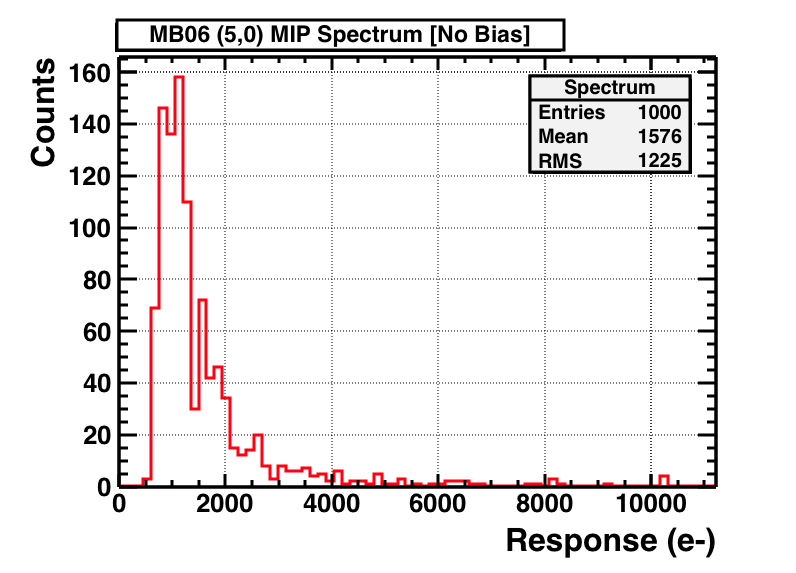 MB06 (5,0) MIP Spectrum [No Bias]
Counts
160
140
120
100
80
60
40
20
0
Spectrum
Entries 1000
Mean 1576
RMS 1225
0 2000 4000 6000 8000 10000
Response (e-)